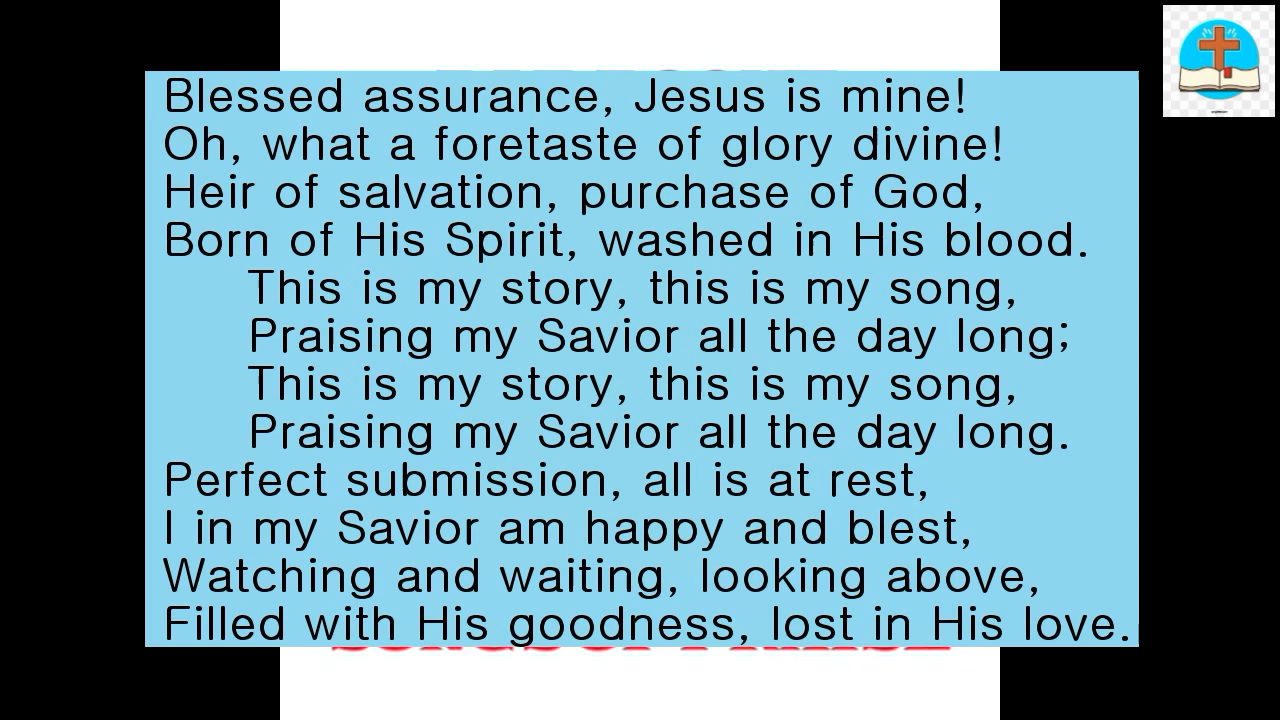 Blessed assurance, Jesus is mine!
Oh, what a foretaste of glory divine!
Heir of salvation, purchase of God,
Born of His Spirit, washed in His blood.
This is my story, this is my song,
Praising my Savior all the day long;
This is my story, this is my song,
Praising my Savior all the day long.
Perfect submission, all is at rest,
I in my Savior am happy and blest,
Watching and waiting, looking above,
Filled with His goodness, lost in His love.